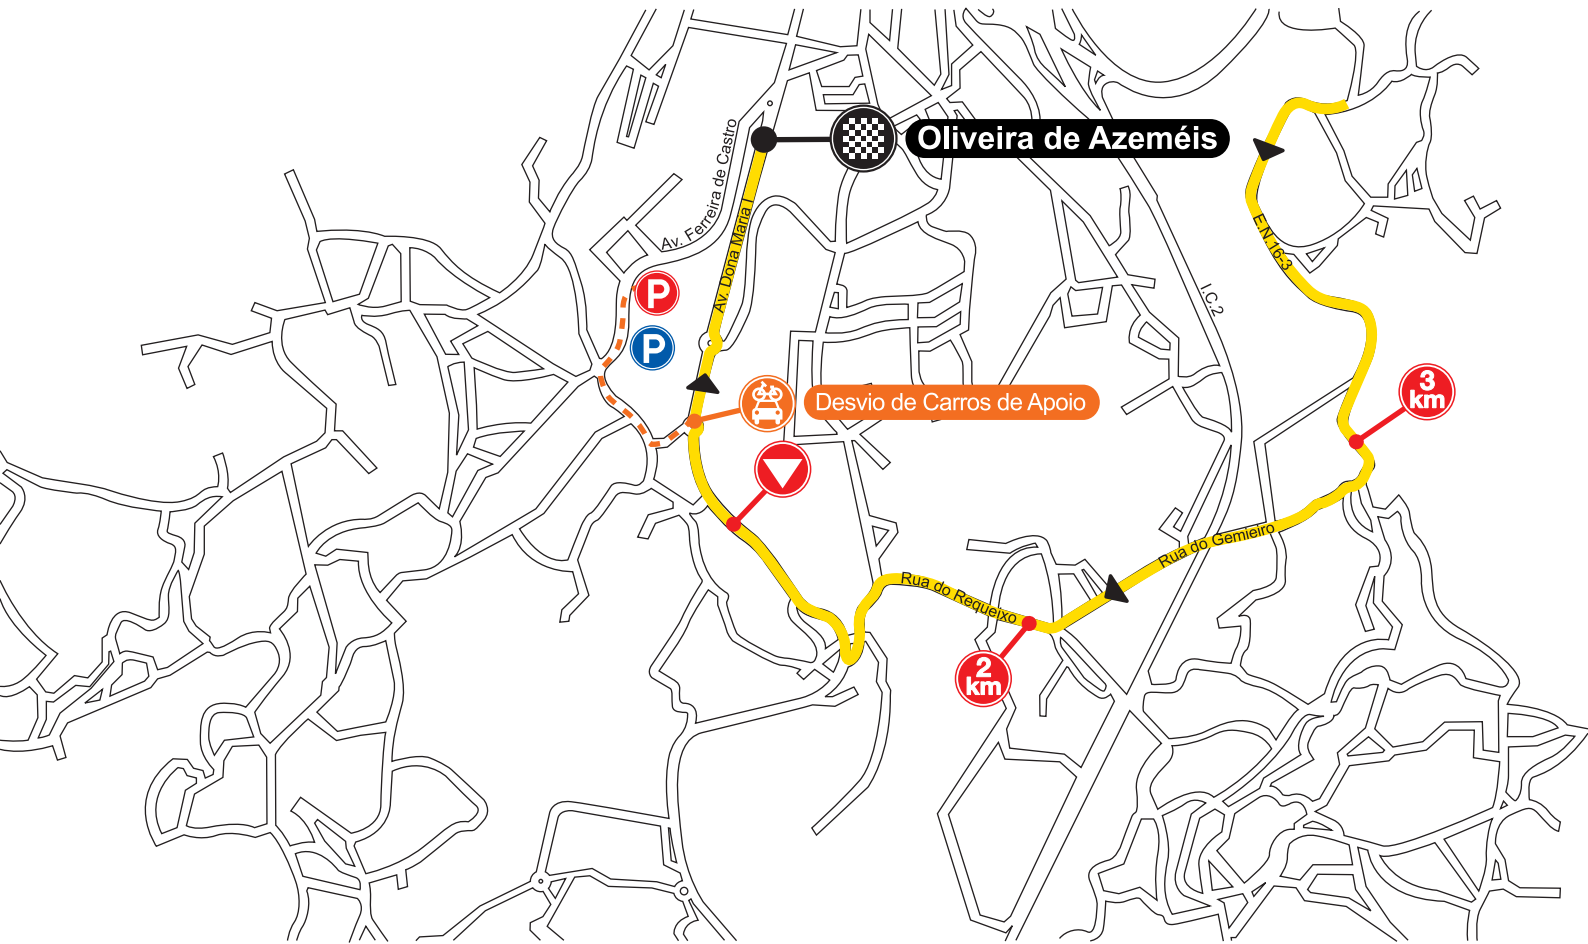 Oliveira de Azeméis
Av. Ferreira de Castro
Av. Dona Maria I
E.N.16-3
I.C.2
P
P
3
km
Desvio de Carros de Apoio
Rua do Gemieiro
Rua do Requeixo
2
km